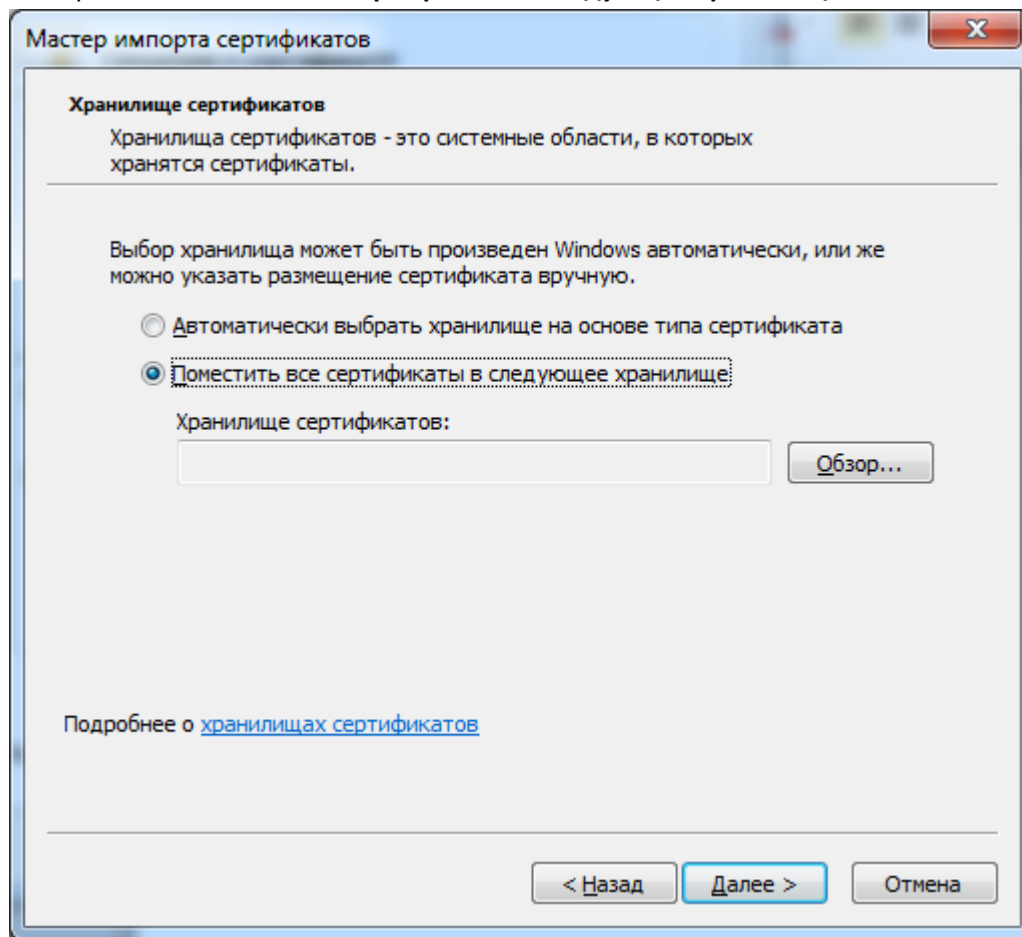 Мастер импорта сертификатов
Хранилище сертификатов
Хранилища сертификатов - это системные области, в которых
хранятся сертификаты.
Выбор хранилища может быть произведен Windows автоматически, или же
можно указать размещение сертификата вручную.
Автоматически выбрать хранилище на основе типа сертификата
Поместить все сертификаты в следующее хранилище
Хранилище сертификатов:
Обзор...
Подробнее о хранилищах сертификатов
< Назад Далее > Отмена